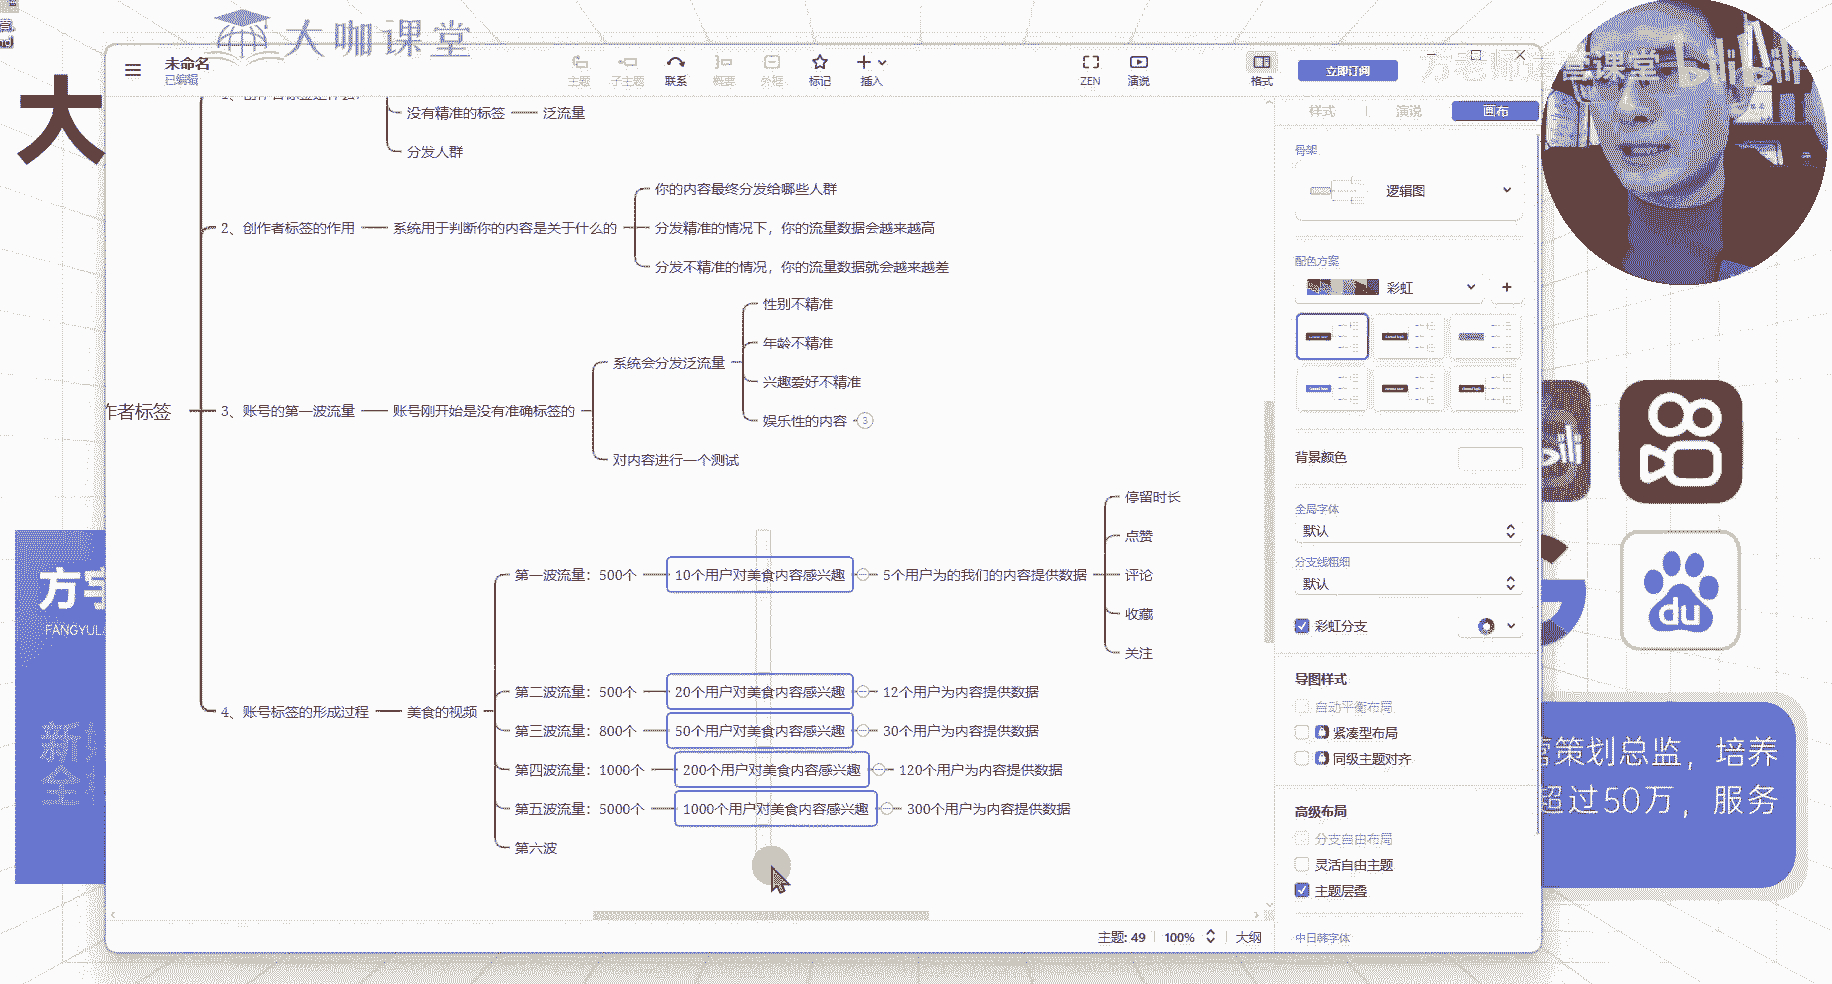 大咖课堂
未命名
已编辑
主题
子主题
联系
概要
外框
标记
插入
ZEN
演说
格式
立即订阅
方老师运营课堂
bilibili
大
没有精准的标签
泛流量
分发人群
2、创作者标签的作用
系统用于判断你的内容是关于什么的
你的内容最终分发给哪些人群
分发精准的情况下，你的流量数据会越来越高
分发不精准的情况，你的流量数据就会越来越差
作者标签
3、账号的第一波流量
账号刚开始是没有准确标签的
系统会分发泛流量
性别不精准
年龄不精准
兴趣爱好不精准
娱乐性的内容
3
对内容进行一个测试
4、账号标签的形成过程
美食的视频
第一波流量：500个
10个用户对美食内容感兴趣
5个用户为的我们的内容提供数据
停留时长
点赞
评论
收藏
关注
第二波流量：500个
20个用户对美食内容感兴趣
12个用户为内容提供数据
第三波流量：800个
50个用户对美食内容感兴趣
30个用户为内容提供数据
第四波流量：1000个
200个用户对美食内容感兴趣
120个用户为内容提供数据
第五波流量：5000个
1000个用户对美食内容感兴趣
300个用户为内容提供数据
第六波
样式
演说
画布
骨架
逻辑图
配色方案
彩虹
背景颜色
全局字体
默认
分支线粗细
默认
彩虹分支
导图样式
自动平衡布局
紧凑型布局
同级主题对齐
高级布局
分支自由布局
灵活自由主题
主题层叠
中日韩字体
主题: 49
100%
大纲
方宇
FANGYULA
新
全
du
营策划总监，培养
超过50万，服务